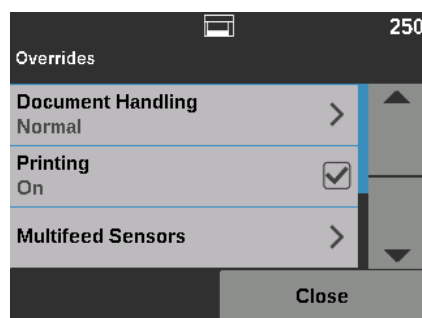 250
Overrides
Document Handling
Normal
Printing
On
Multifeed Sensors
Close